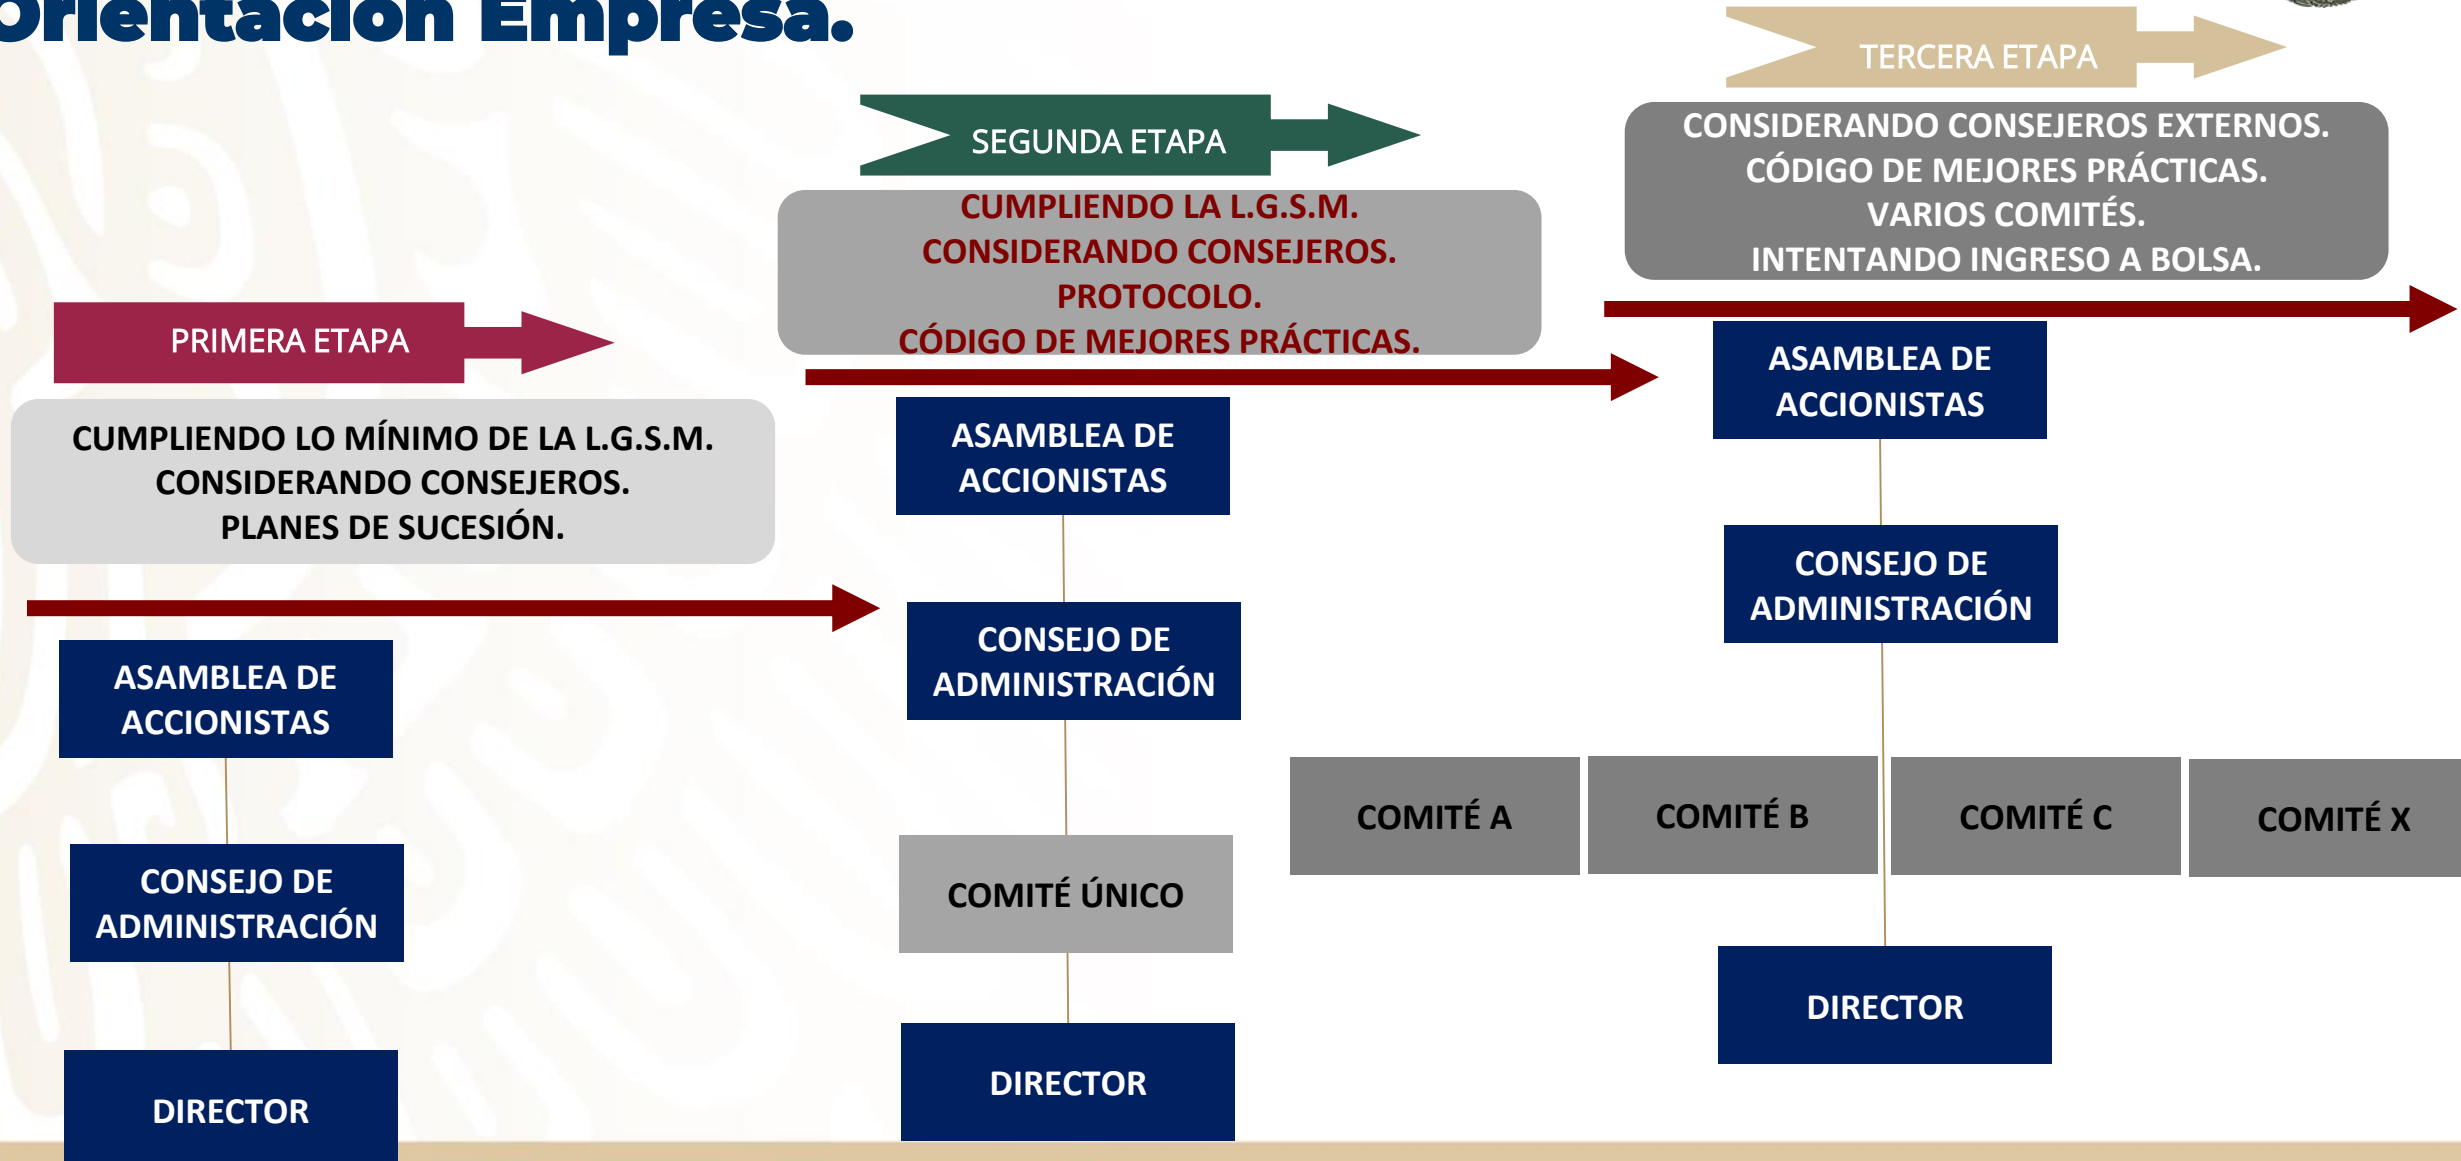 Orientación Empresa.
PRIMERA ETAPA
CUMPLIENDO LO MÍNIMO DE LA L.G.S.M.
CONSIDERANDO CONSEJEROS.
PLANES DE SUCESIÓN.
ASAMBLEA DE
ACCIONISTAS
CONSEJO DE
ADMINISTRACIÓN
DIRECTOR
SEGUNDA ETAPA
CUMPLIENDO LA L.G.S.M.
CONSIDERANDO CONSEJEROS.
PROTOCOLO.
CÓDIGO DE MEJORES PRÁCTICAS.
ASAMBLEA DE
ACCIONISTAS
CONSEJO DE
ADMINISTRACIÓN
COMITÉ ÚNICO
DIRECTOR
TERCERA ETAPA
CONSIDERANDO CONSEJEROS EXTERNOS.
CÓDIGO DE MEJORES PRÁCTICAS.
VARIOS COMITÉS.
INTENTANDO INGRESO A BOLSA.
ASAMBLEA DE
ACCIONISTAS
CONSEJO DE
ADMINISTRACIÓN
COMITÉ A
COMITÉ B
COMITÉ C
COMITÉ X
DIRECTOR